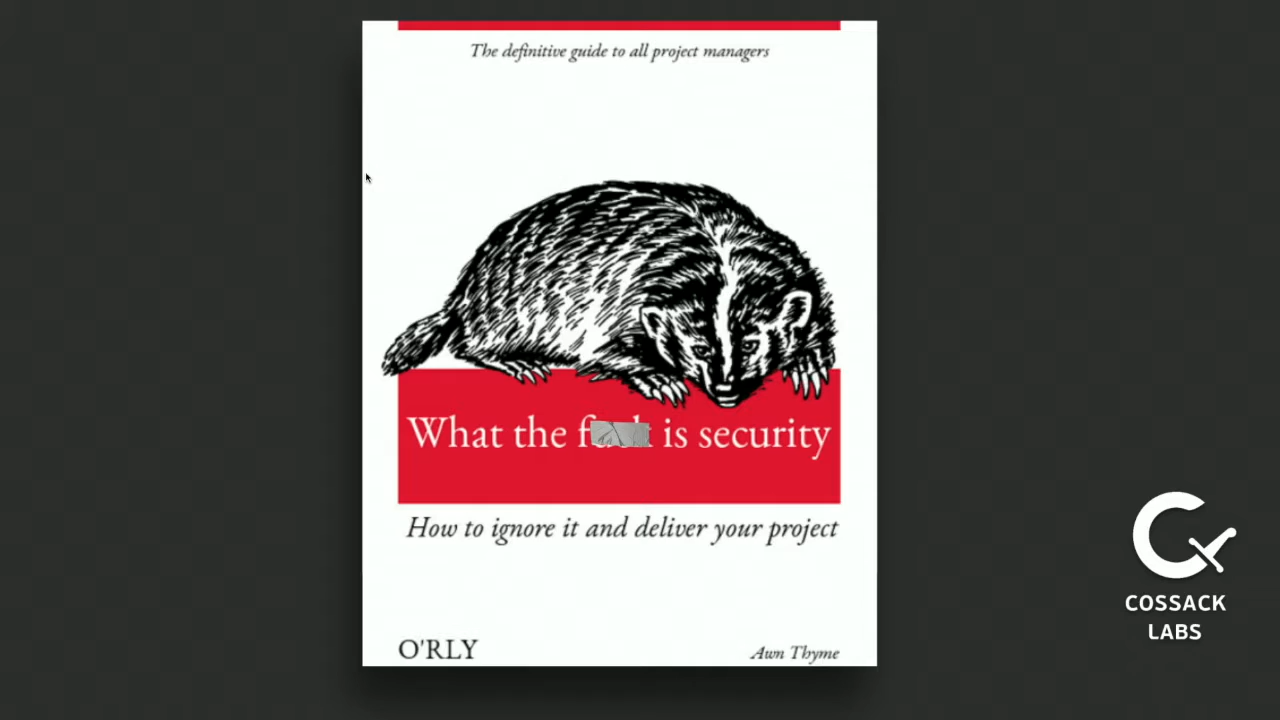 The definitive guide to all project managers
What the is security
How to ignore it and deliver your project
O'RLY
Awn Thyme
COSSACK
LABS